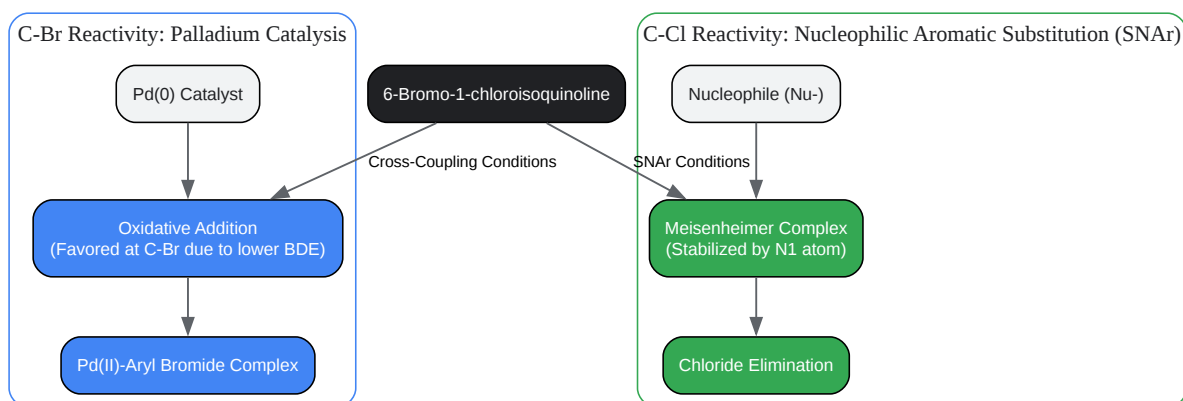 C-Br Reactivity: Palladium Catalysis
C-Cl Reactivity: Nucleophilic Aromatic Substitution (SNAr)
Pd(0) Catalyst
6-Bromo-1-chloroisoquinoline
Nucleophile (Nu-)
Cross-Coupling Conditions
SNAr Conditions
Oxidative Addition
(Favored at C-Br due to lower BDE)
Meisenheimer Complex
(Stabilized by N1 atom)
Pd(II)-Aryl Bromide Complex
Chloride Elimination